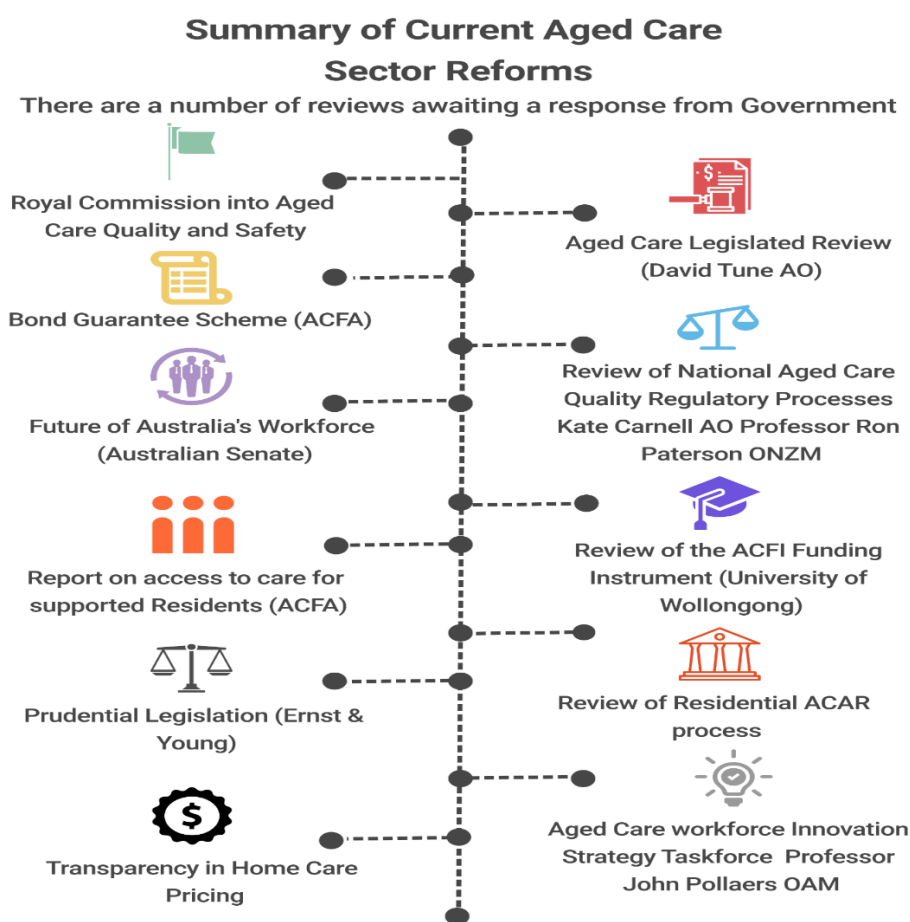 Summary of Current Aged Care
Sector Reforms
There are a number of reviews awaiting a response from Government
Royal Commission into Aged
Care Quality and Safety
Aged Care Legislated Review
(David Tune AO)
Bond Guarantee Scheme (ACFA)
Review of National Aged Care
Quality Regulatory Processes
Kate Carnell AO Professor Ron
Paterson ONZM
Future of Australia's Workforce
(Australian Senate)
Review of the ACFI Funding
Instrument (University of
Wollongong)
Report on access to care for
supported Residents (ACFA)
Review of Residential ACAR
process
Prudential Legislation (Ernst &
Young)
Aged Care workforce Innovation
Strategy Taskforce Professor
John Pollaers OAM
Transparency in Home Care
Pricing